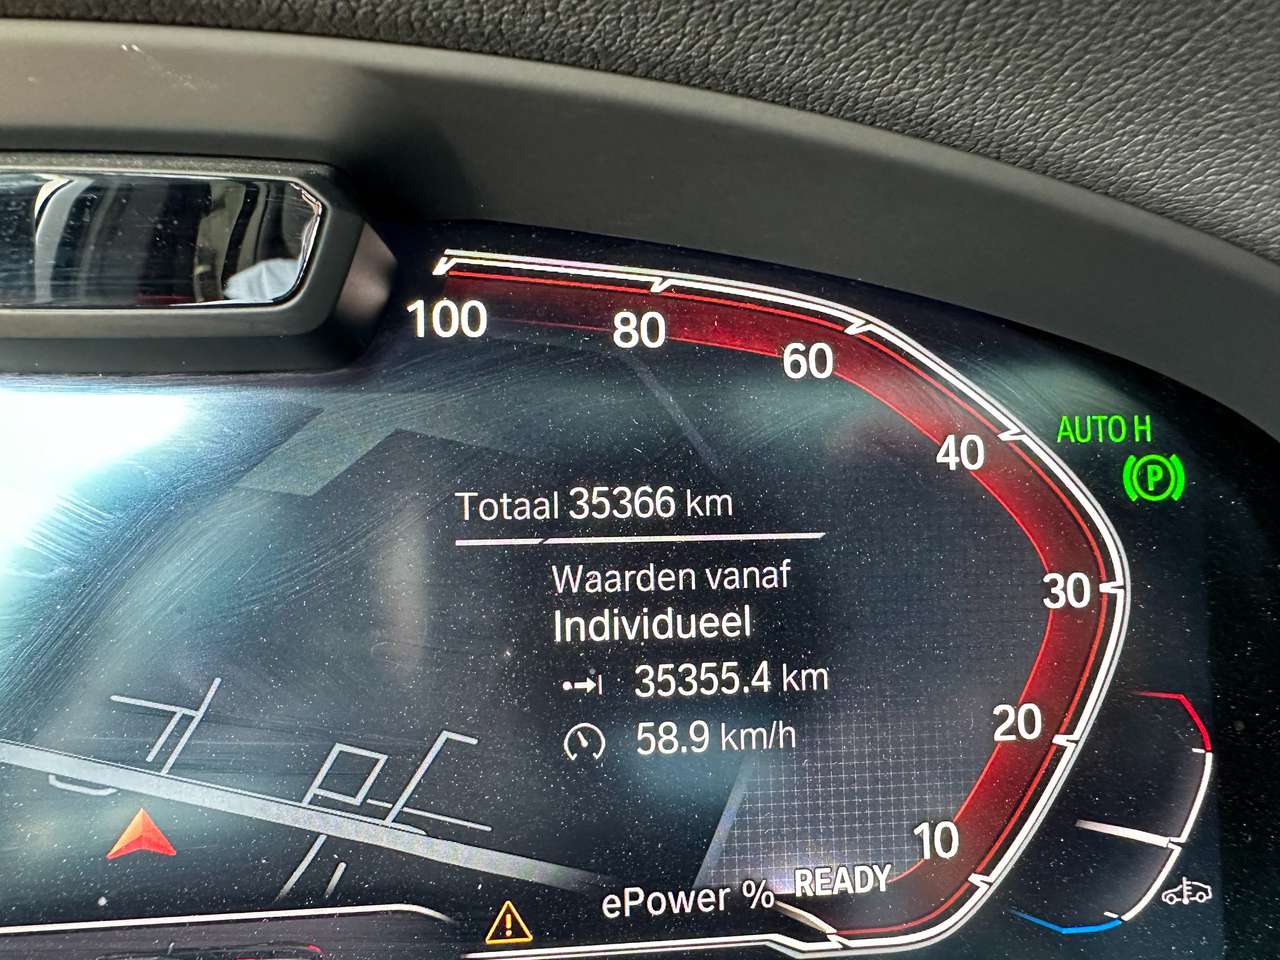 100
80
60
AUTO H
40
P
Totaal 35366 km
Waarden vanaf
30
Individueel
35355.4 km
20
58.9 km/h
10
READY
ePower %